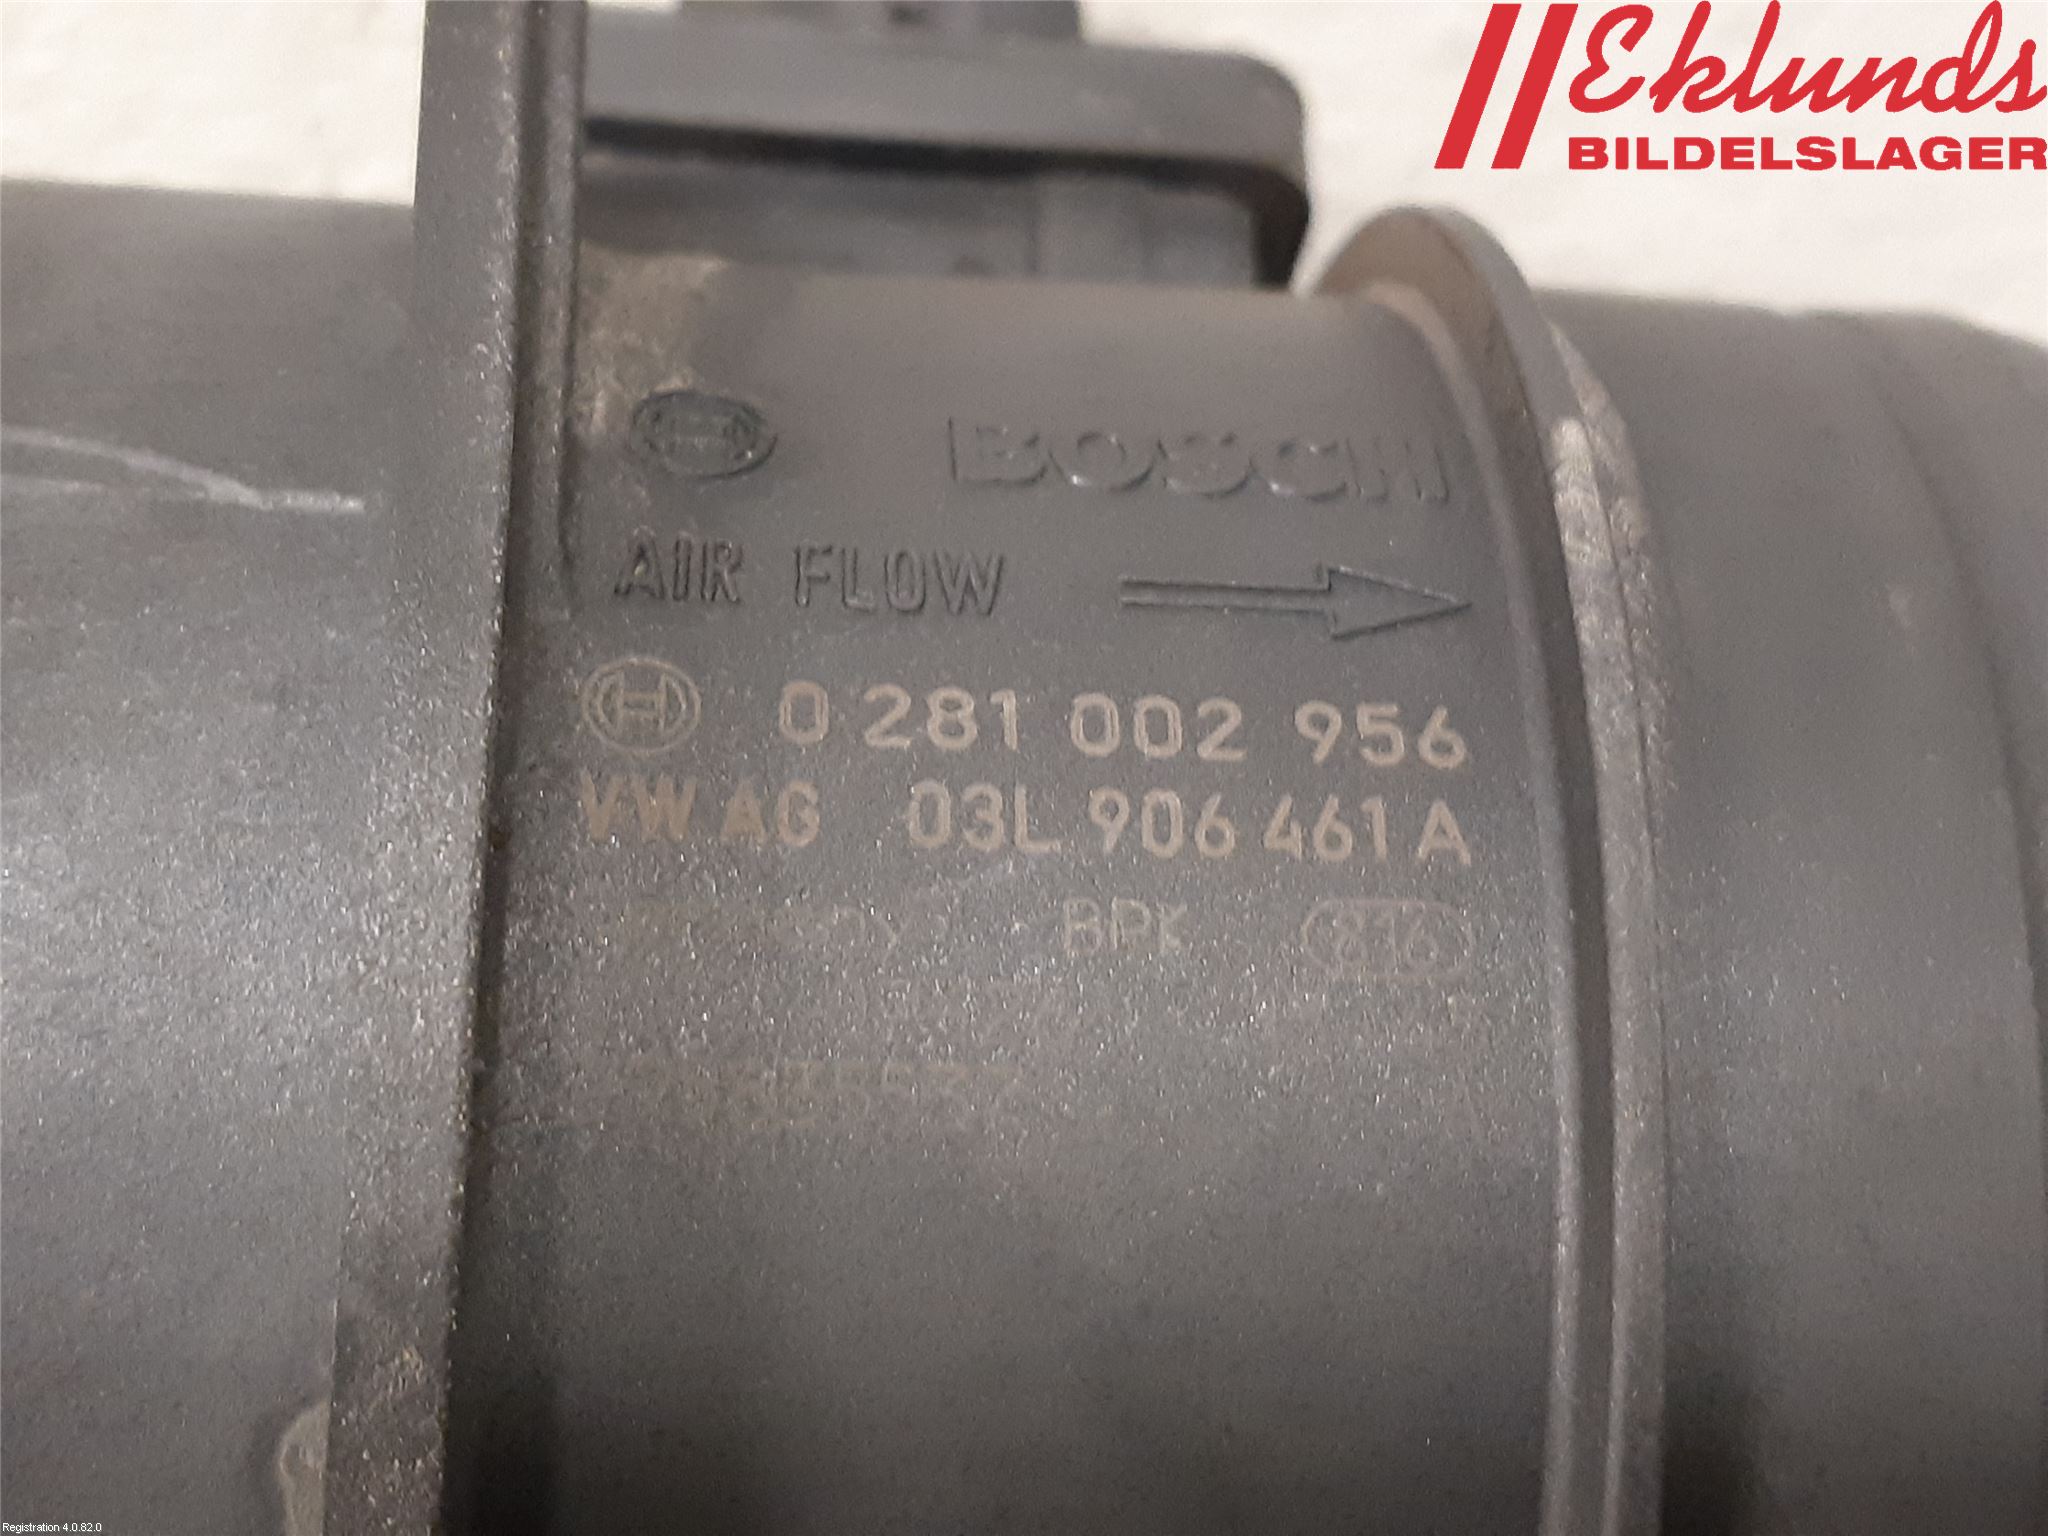 Eklunds
BILDELSLAGER
BOSCH
AIR FLOW
0 281 002 956
VW AG 03L 906 461 A
BPK 816
Registration 4.0.82.0